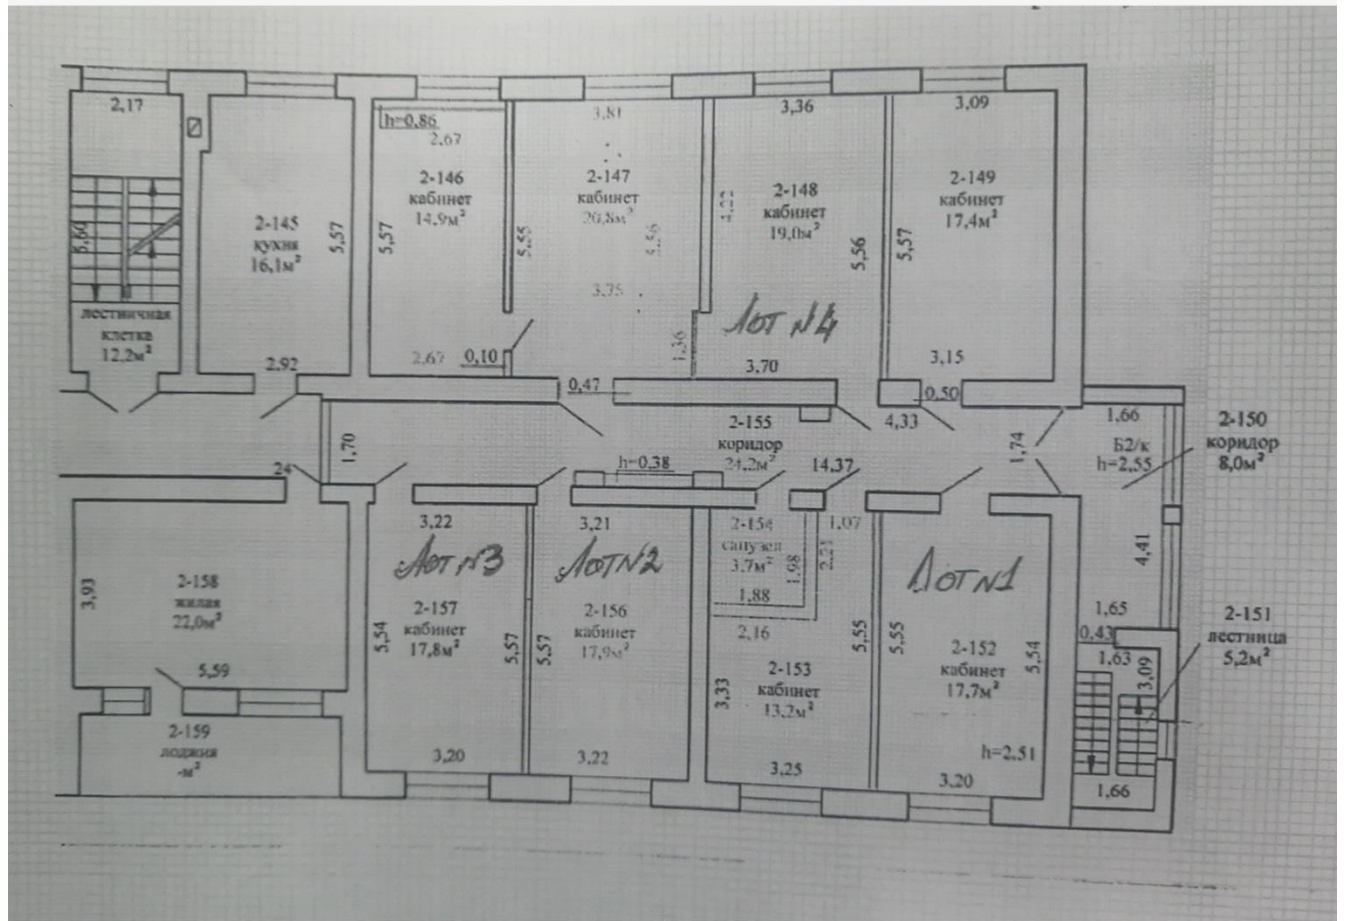 2,17
6,60
лестничная
клетка
12,2м²
2-145
кухня
16,1м²
5,57
2,92
h=0,86
2,67
2-146
кабинет
14,9м²
5,57
5,55
2,67
0,10
3,81
2-147
кабинет
20,8м²
5,56
3,75
1,36
0,47
3,36
4,22
2-148
кабинет
19,0м²
5,56
Лот №4
3,70
3,09
2-149
кабинет
17,4м²
5,57
3,15
0,50
4,33
1,70
24
2-155
коридор
24,2м²
h=0,38
14,37
1,74
1,66
Б2/к
h=2,55
2-150
коридор
8,0м²
4,41
1,65
0,43
1,63
3,09
2-151
лестница
5,2м²
1,66
3,93
2-158
жилая
22,0м²
5,59
2-159
лоджия
-м²
3,22
Лот №3
2-157
кабинет
17,8м²
5,54
5,57
3,20
3,21
Лот №2
2-156
кабинет
17,9м²
5,57
3,22
2-154
санузел
3,7м²
1,98
2,21
1,07
1,88
2,16
2-153
кабинет
13,2м²
3,33
5,55
3,25
Лот №1
2-152
кабинет
17,7м²
5,55
5,54
h=2,51
3,20